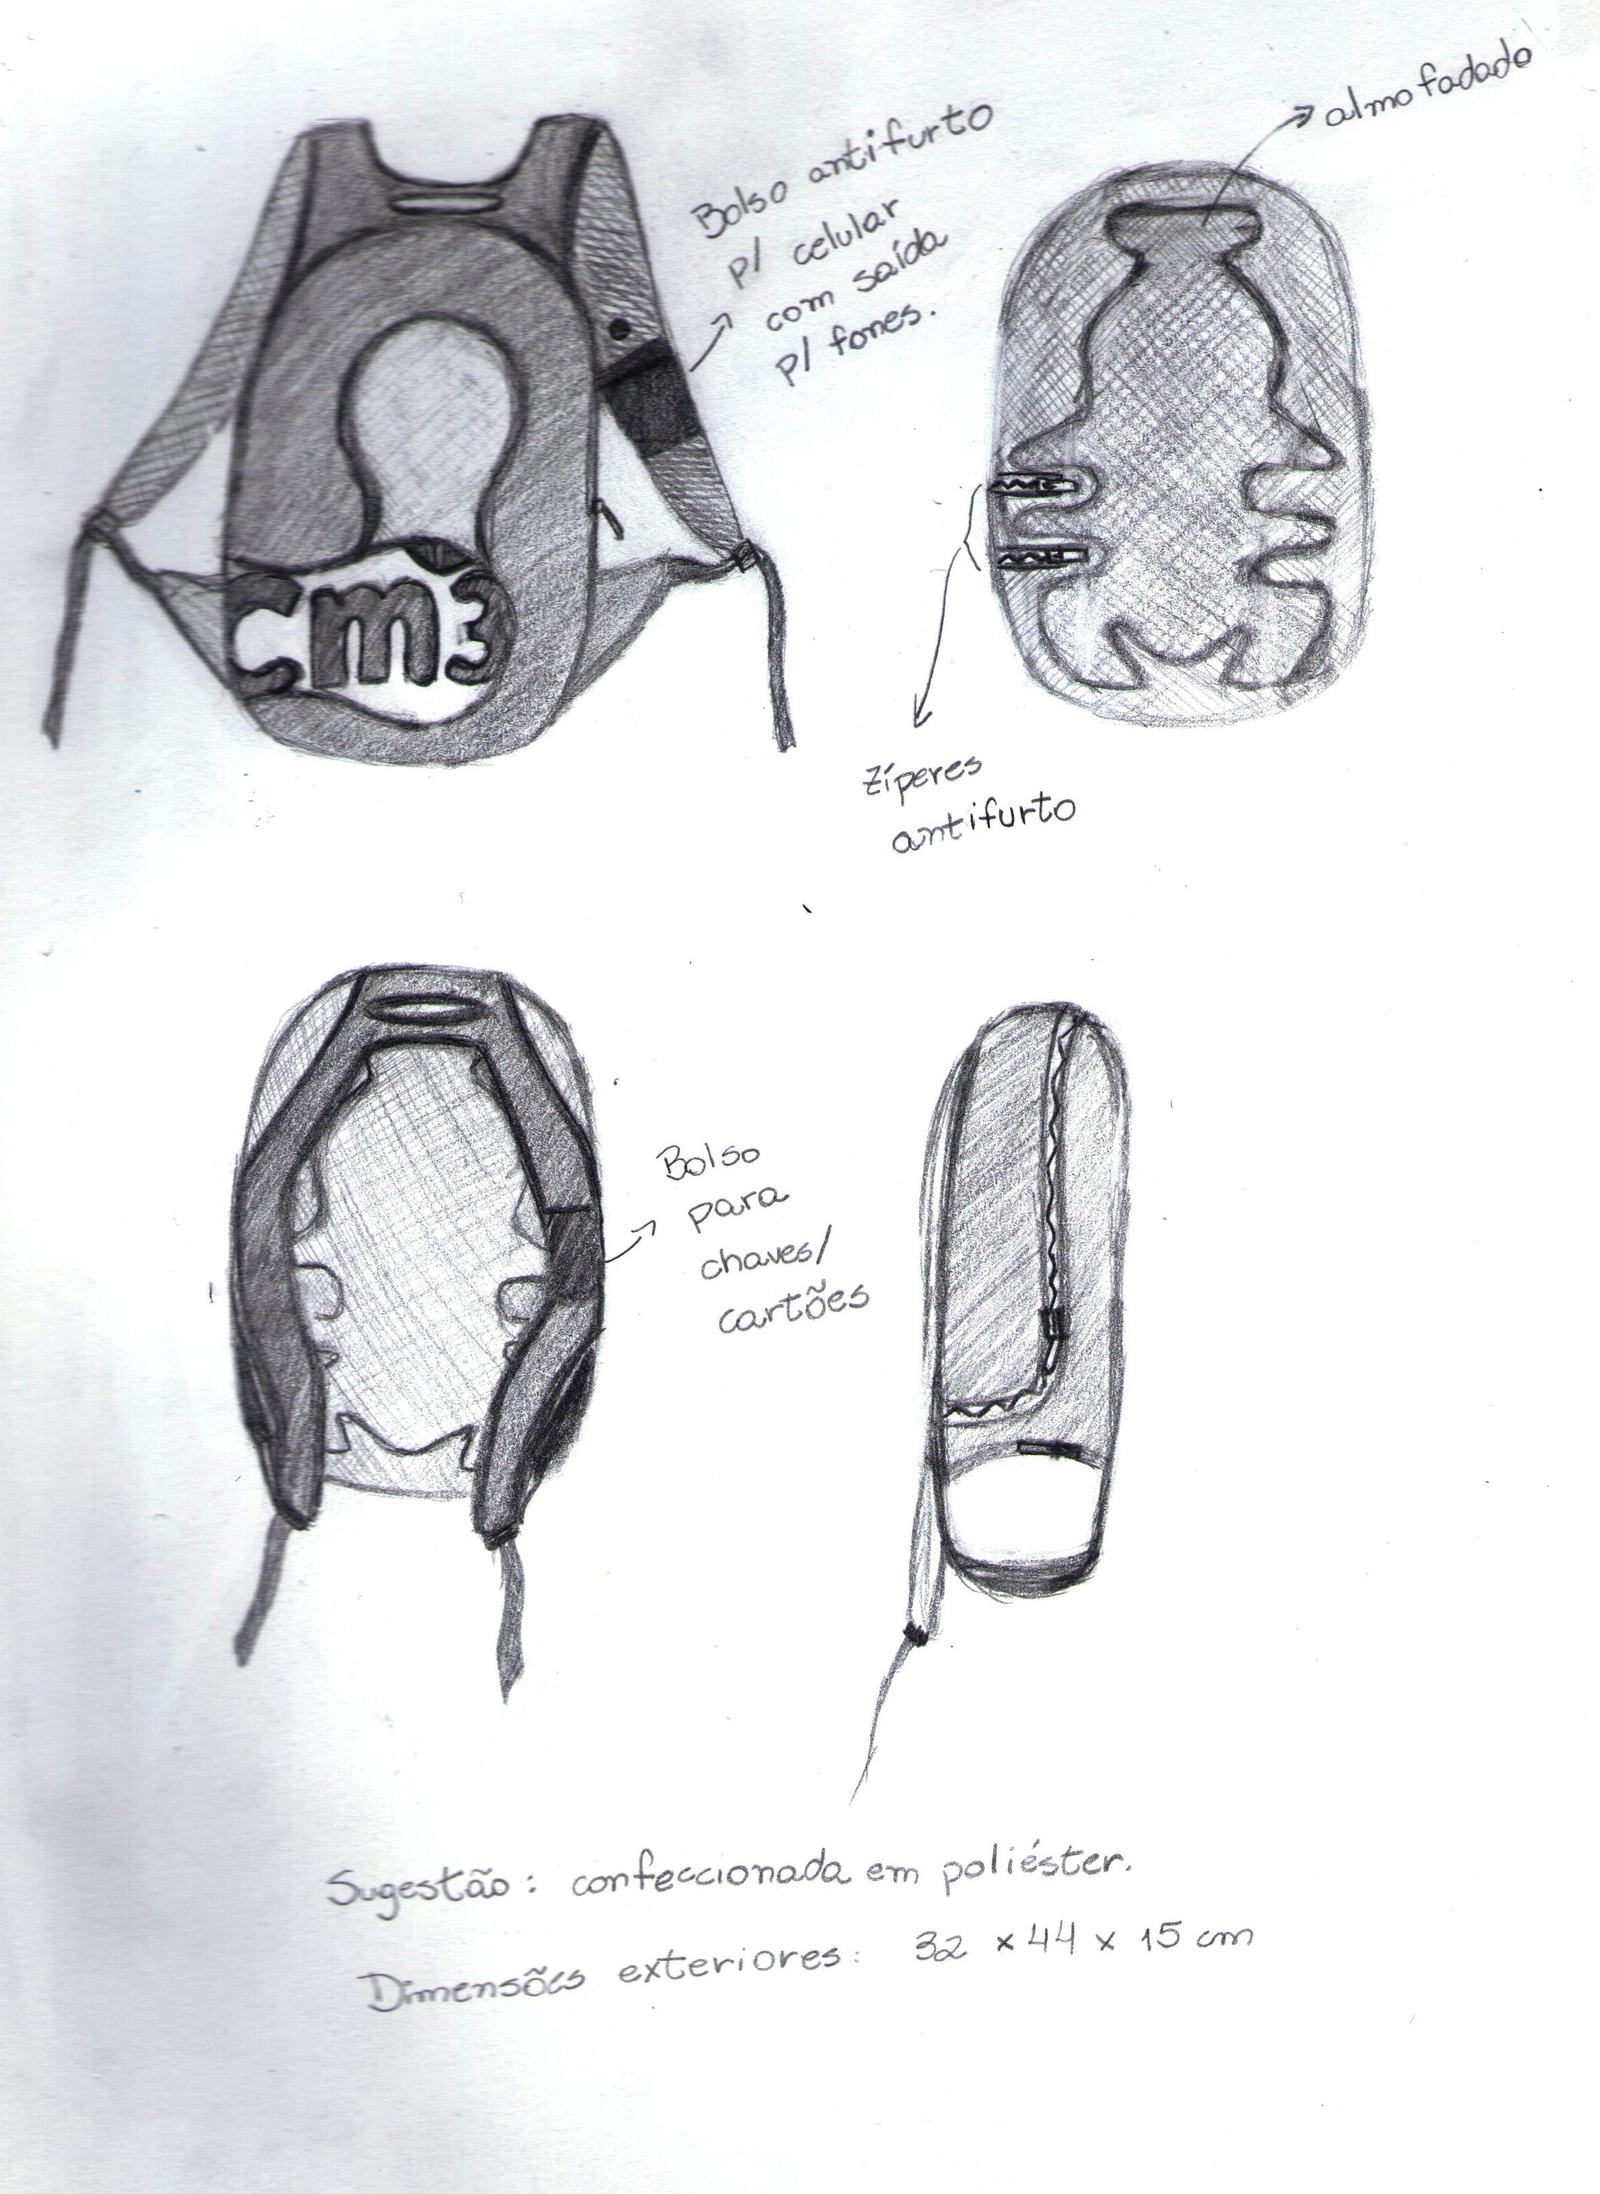 almofadado
Bolso antifurto
p/ celular
com saída
p/ fones.
cm3
Zíperes
antifurto
Bolso
para
chaves/
cartões
Sugestão: confeccionada em poliéster.
Dimensões exteriores: 32 x 44 x 15 cm